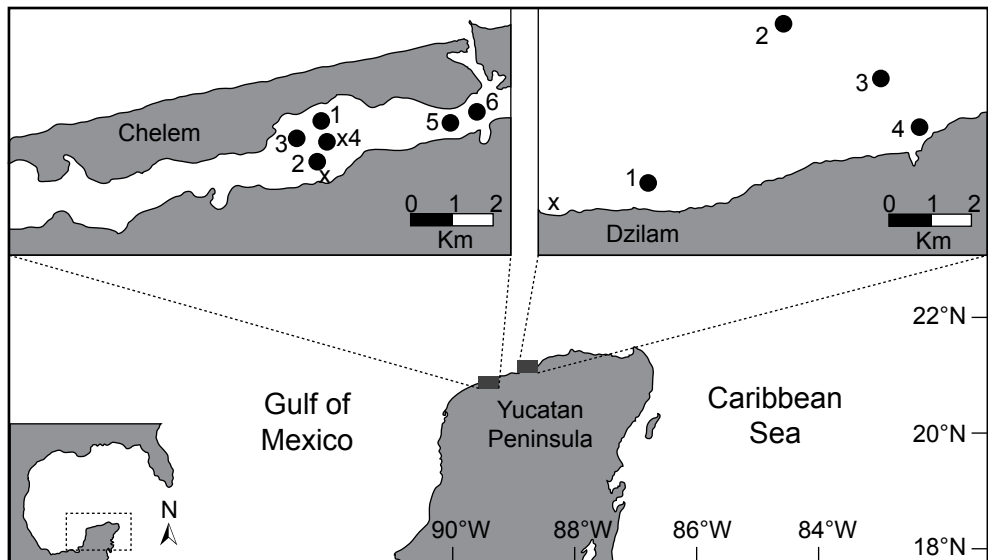 Chelem
1
3
x4
2
x
5
6
0 1 2
Km
2
3
4
1
x
Dzilam
0 1 2
Km
22°N
Gulf of
Mexico
Yucatan
Peninsula
Caribbean
Sea
20°N
N
90°W 88°W 86°W 84°W
18°N